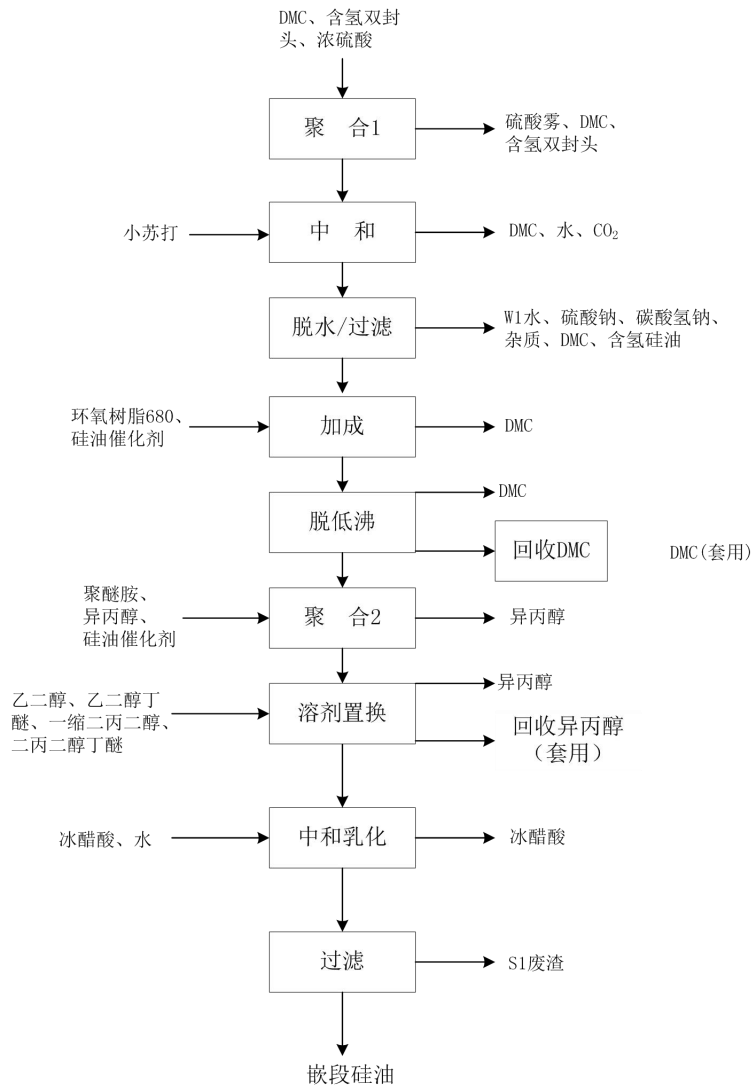 DMC、含氢双封
头、浓硫酸
聚 合1
硫酸雾、DMC、
含氢双封头
小苏打
中 和
DMC、水、CO₂
脱水/过滤
W1水、硫酸钠、碳酸氢钠、
杂质、DMC、含氢硅油
环氧树脂680、
硅油催化剂
加成
DMC
脱低沸
DMC
回收DMC
DMC(套用)
聚醚胺、
异丙醇、
硅油催化剂
聚 合2
异丙醇
乙二醇、乙二醇丁
醚、一缩二丙二醇、
二丙二醇丁醚
溶剂置换
异丙醇
回收异丙醇
（套用）
冰醋酸、水
中和乳化
冰醋酸
过滤
S1废渣
嵌段硅油